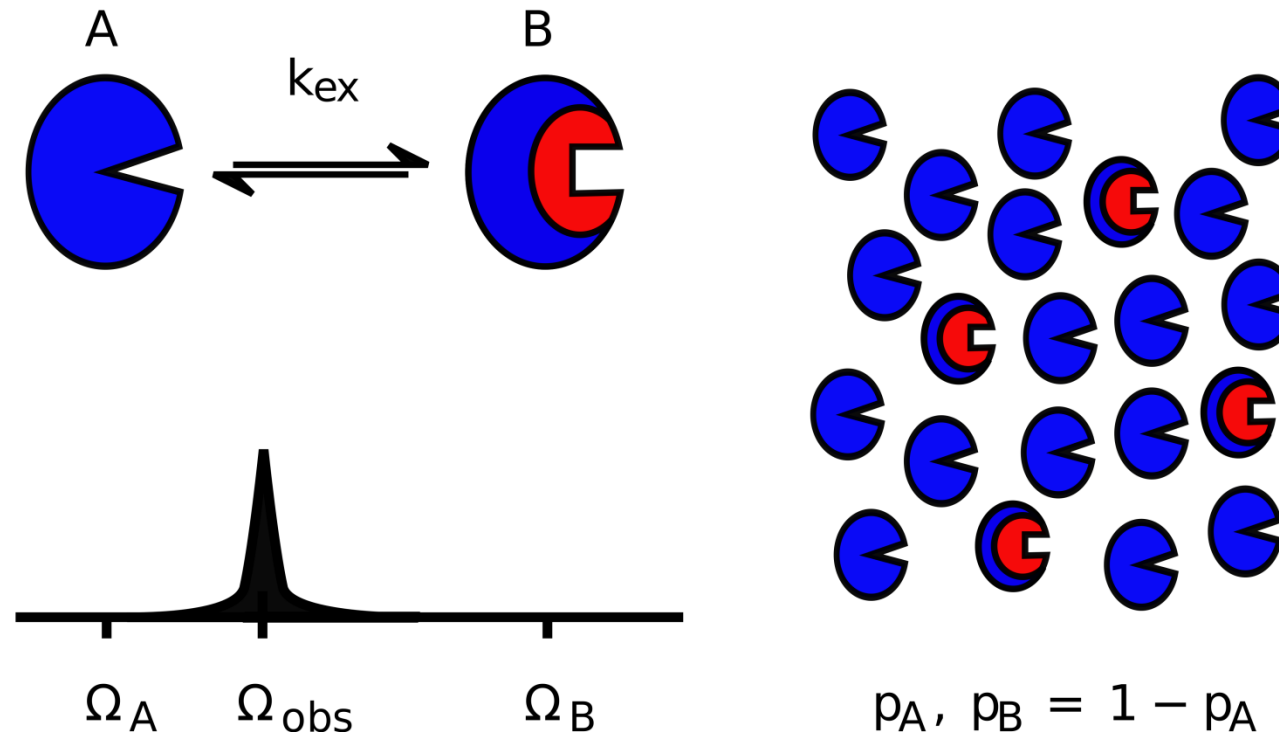 A
B
kex
ΩA
Ωobs
ΩB
pA, pB = 1 − pA